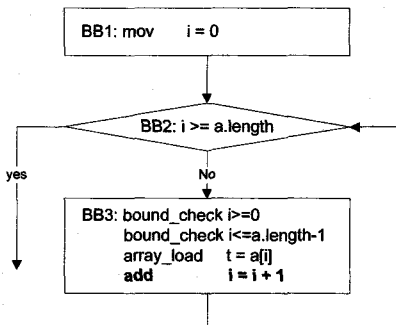 BB1: mov i = 0
BB2: i >= a.length
yes
No
BB3: bound_check i>=0
bound_check i<=a.length-1
array_load t = a[i]
add i = i + 1